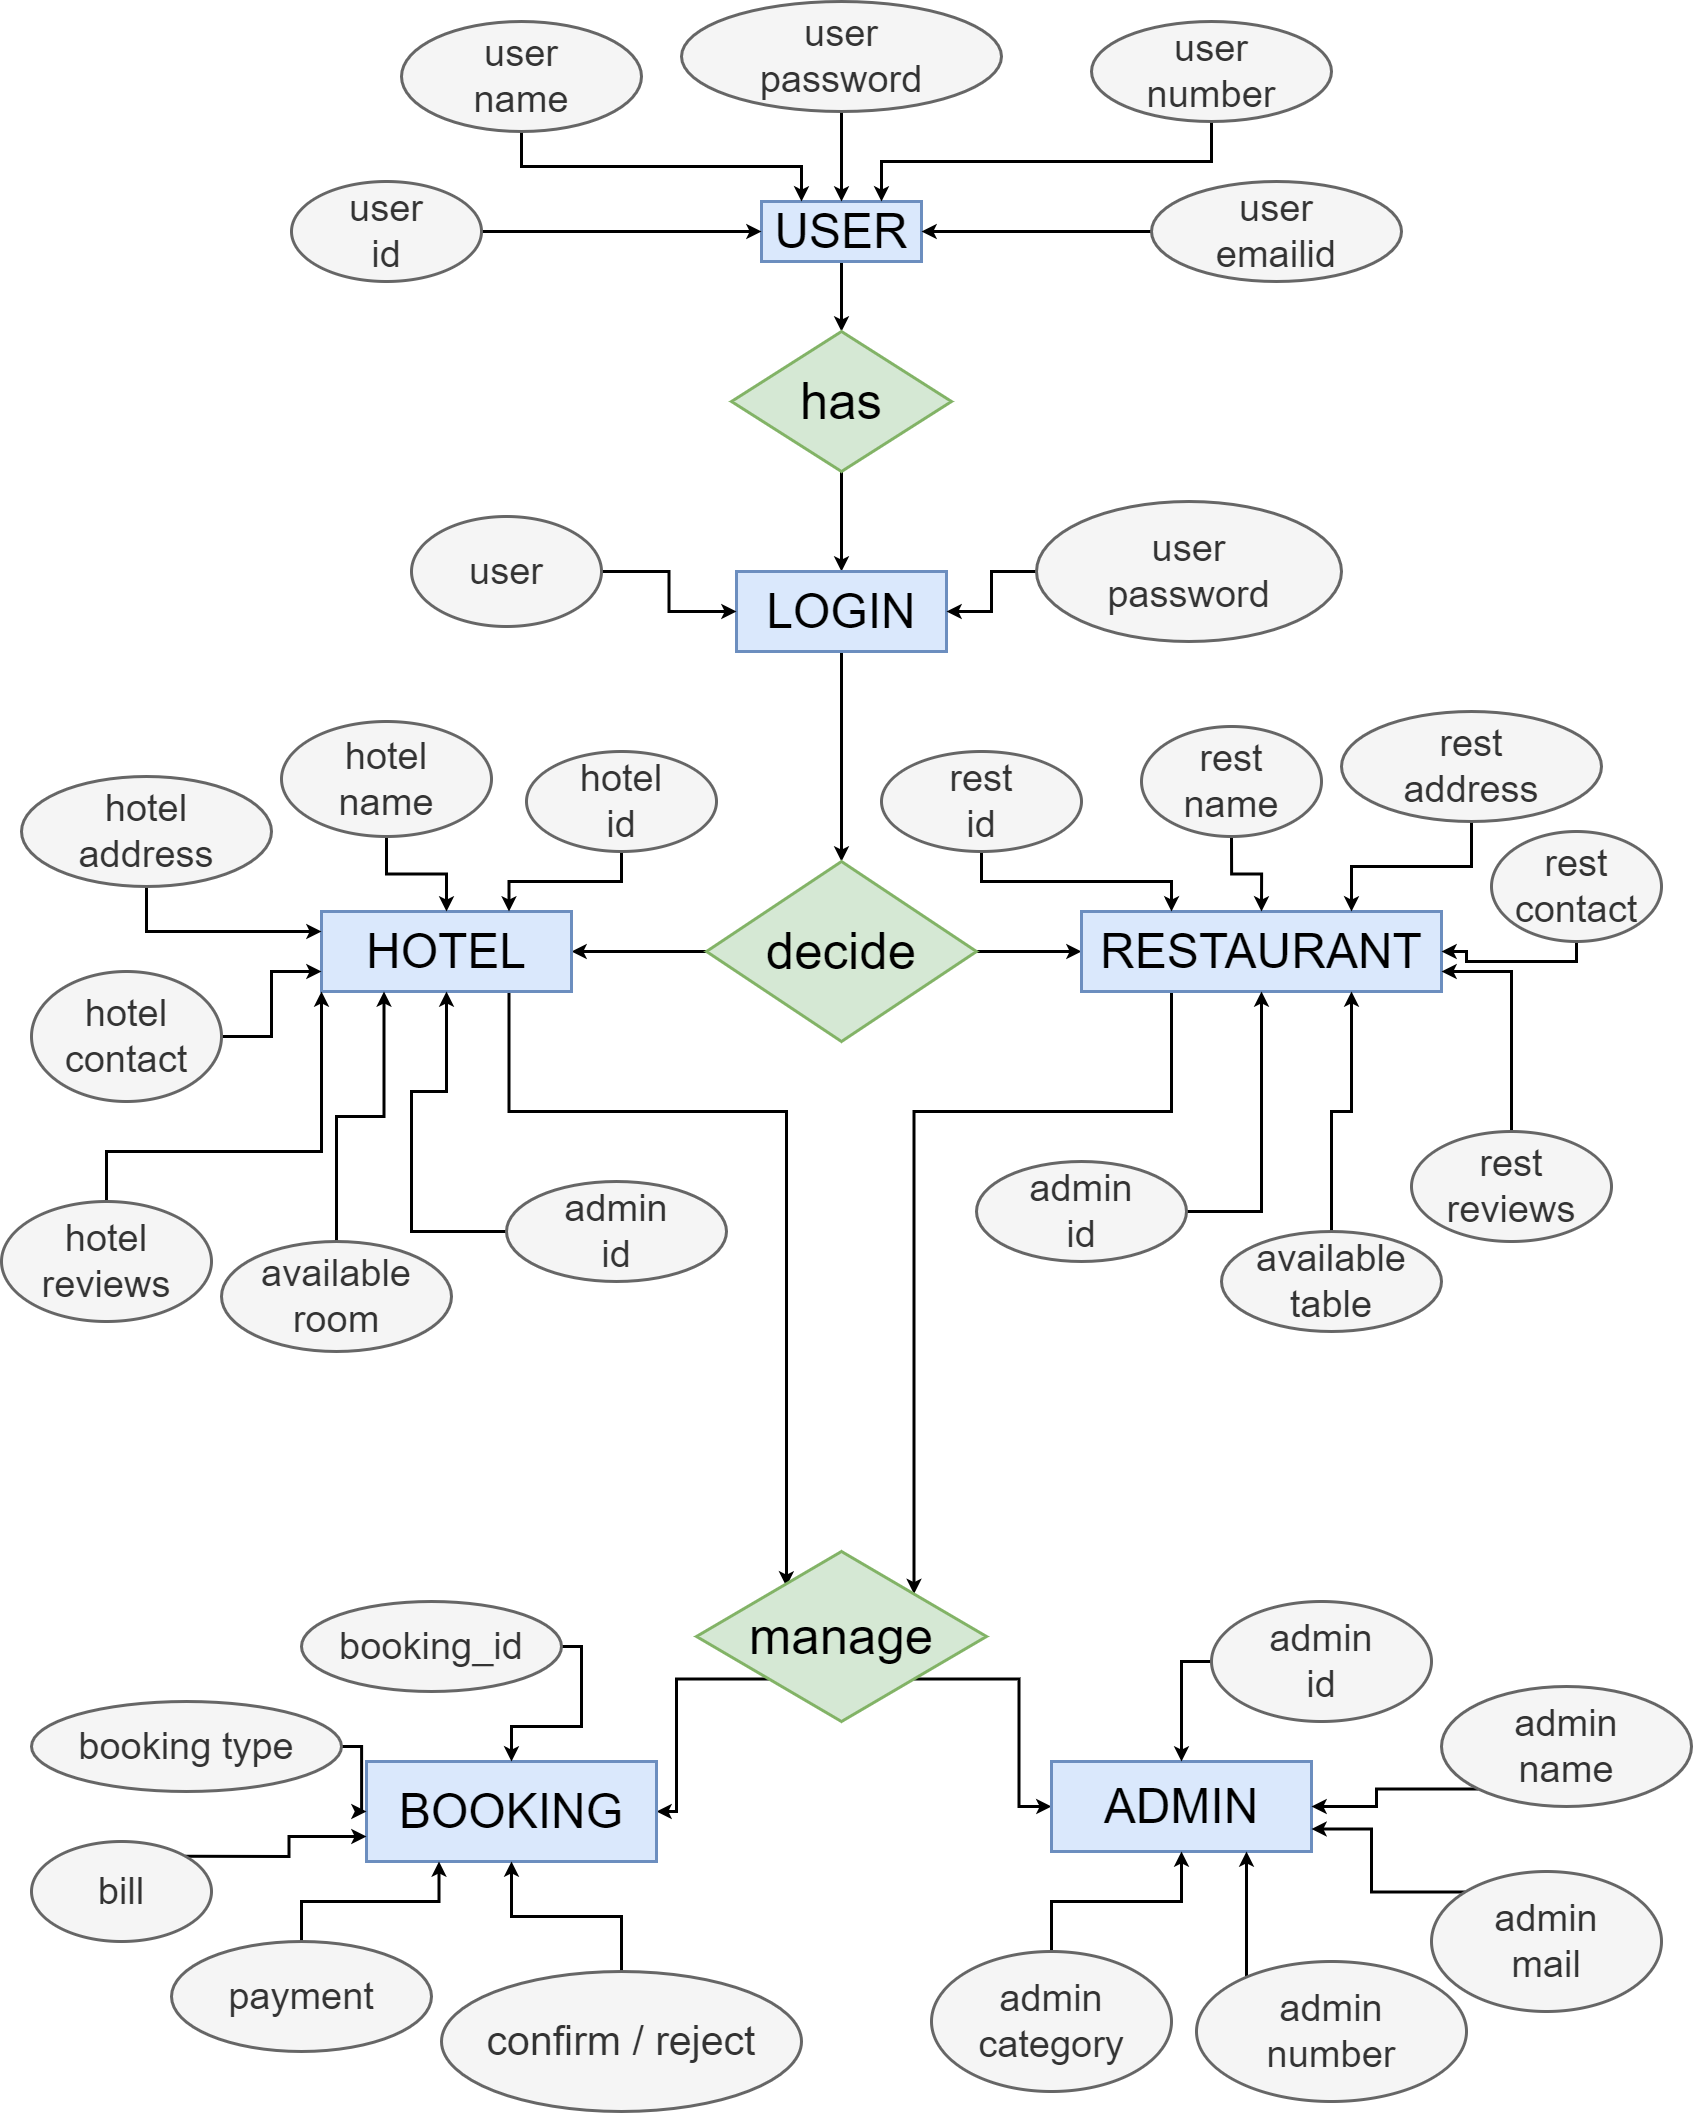 user
name
user
password
user
number
user
id
USER
user
emailid
has
user
LOGIN
user
password
hotel
address
hotel
name
hotel
id
rest
id
rest
name
rest
address
rest
contact
HOTEL
decide
RESTAURANT
hotel
contact
hotel
reviews
available
room
admin
id
admin
id
available
table
rest
reviews
manage
booking_id
booking type
BOOKING
bill
payment
confirm / reject
admin
id
admin
name
ADMIN
admin
mail
admin
category
admin
number